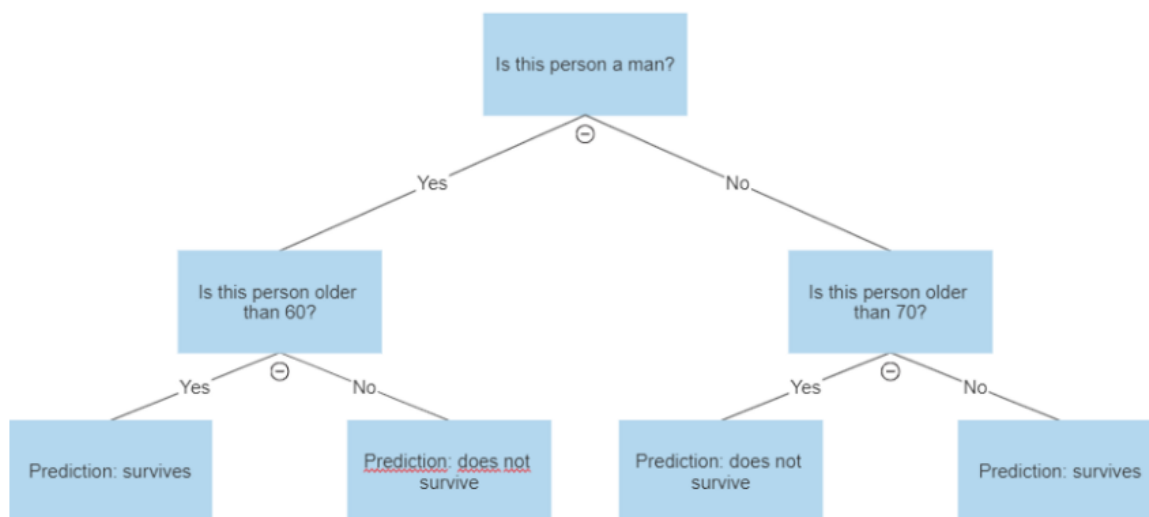 Is this person a man?
Yes
No
Is this person older
than 60?
Is this person older
than 70?
Yes
No
Yes
No
Prediction: survives
Prediction: does not
survive
Prediction: does not
survive
Prediction: survives